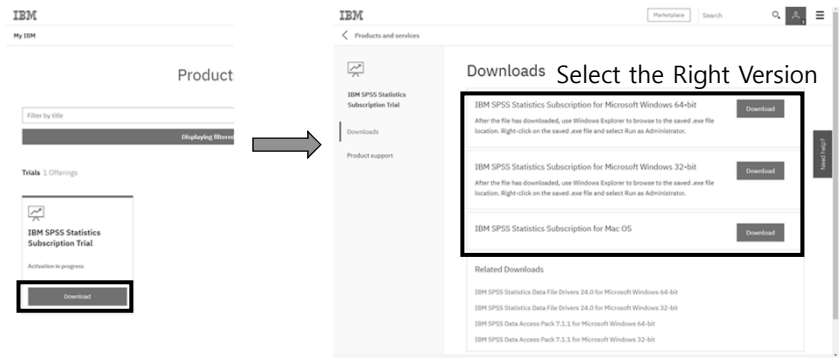 IBM
My IBM
Product
Filter by title
Displaying filtere
Trials 1 Offerings
IBM SPSS Statistics
Subscription Trial
Activation in progress
Download
IBM
Marketplace
Search
Products and services
IBM SPSS Statistics
Subscription Trial
Downloads
Product support
Downloads
Select the Right Version
IBM SPSS Statistics Subscription for Microsoft Windows 64-bit
Download
After the file has downloaded, use Windows Explorer to browse to the saved .exe file
location. Right-click on the saved .exe file and select Run as Administrator.
IBM SPSS Statistics Subscription for Microsoft Windows 32-bit
Download
After the file has downloaded, use Windows Explorer to browse to the saved .exe file
location. Right-click on the saved .exe file and select Run as Administrator.
IBM SPSS Statistics Subscription for Mac OS
Download
Related Downloads
IBM SPSS Statistics Data File Drivers 24.0 for Microsoft Windows 64-bit
IBM SPSS Statistics Data File Drivers 24.0 for Microsoft Windows 32-bit
IBM SPSS Data Access Pack 7.1.1 for Microsoft Windows 64-bit
IBM SPSS Data Access Pack 7.1.1 for Microsoft Windows 32-bit
Need help?